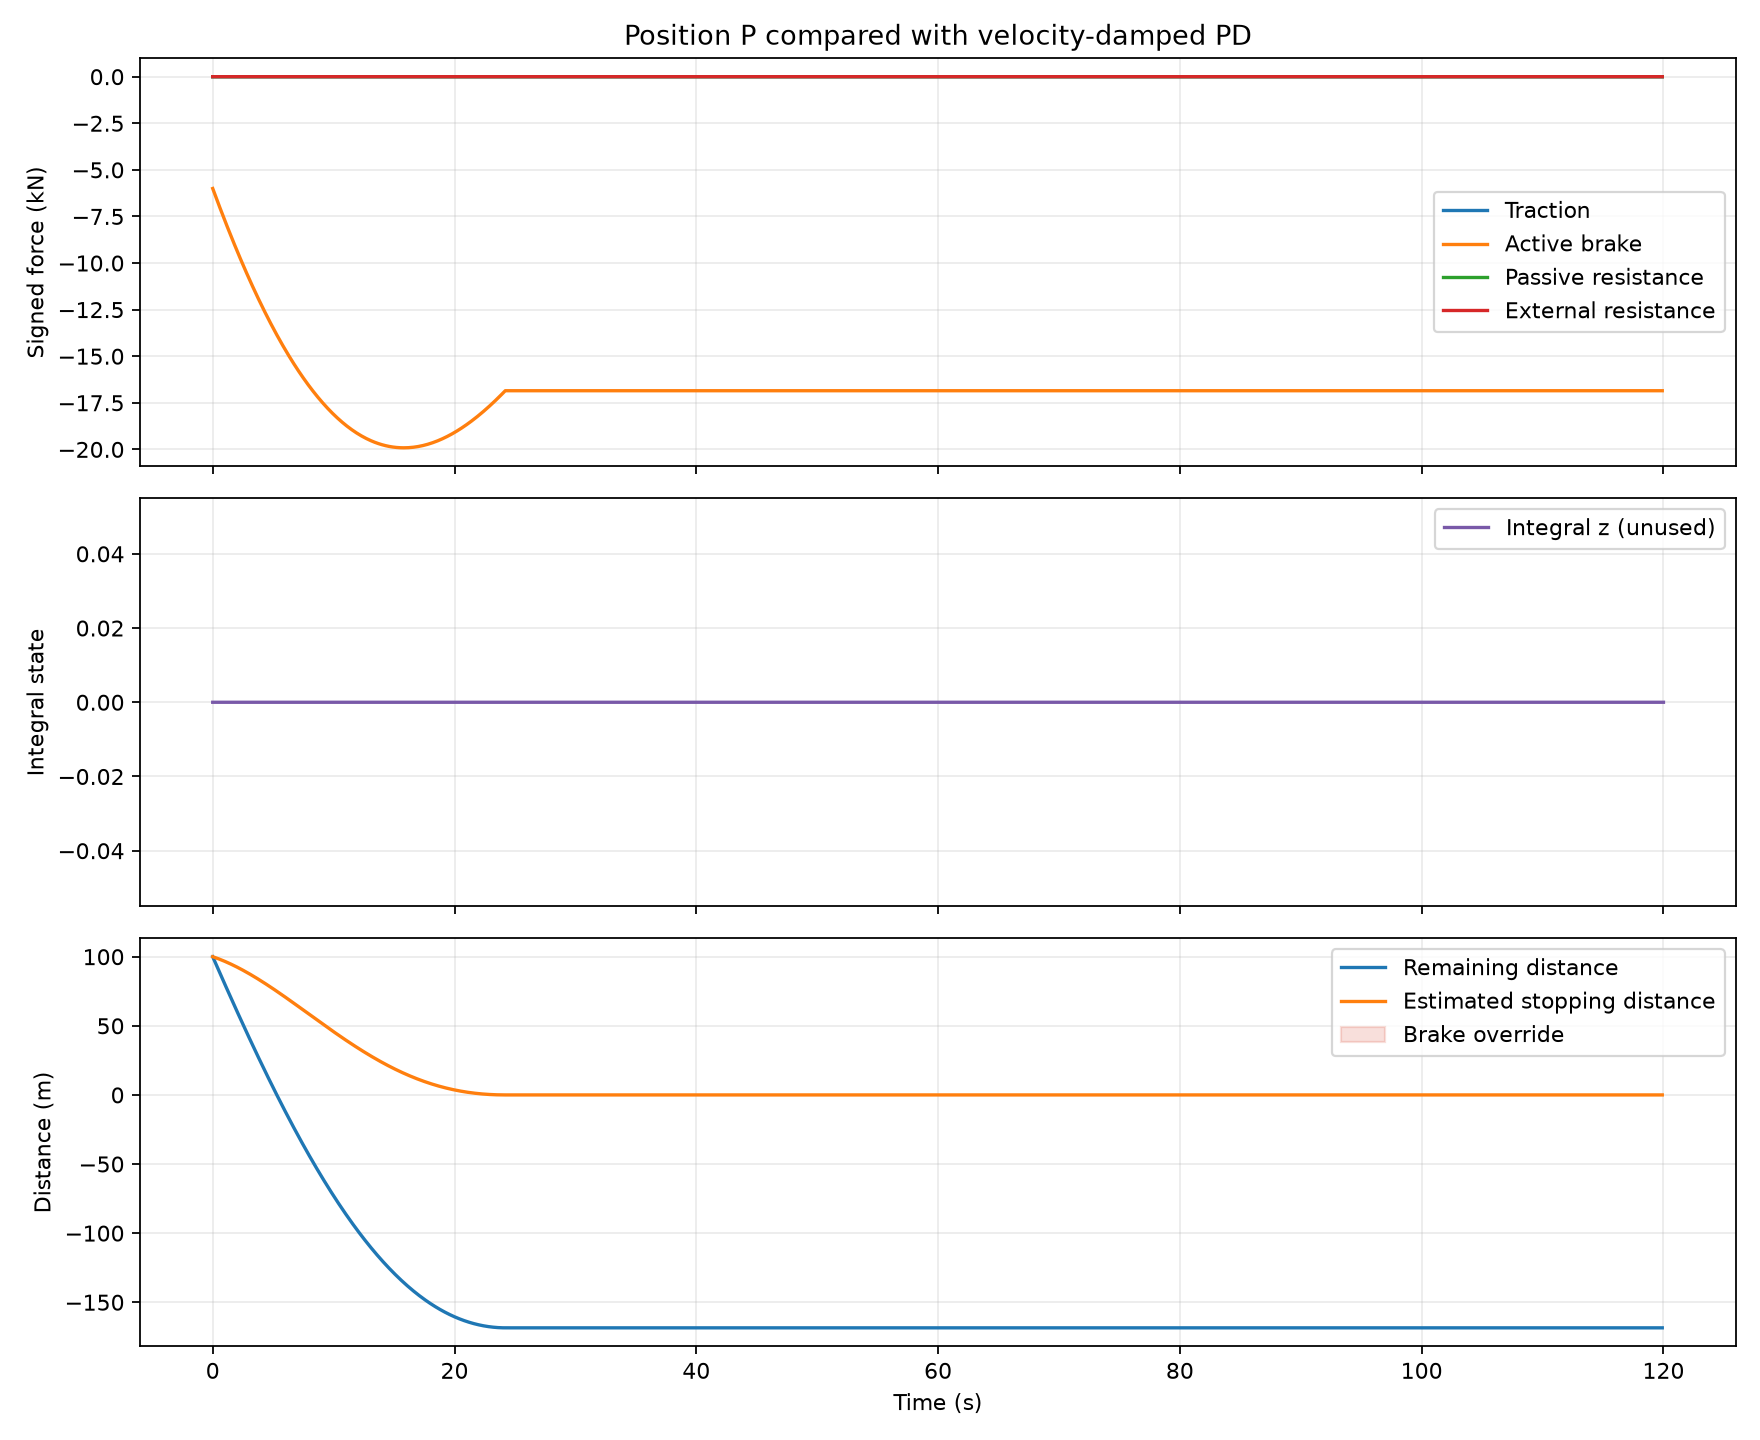 Position P compared with velocity-damped PD
Signed force (kN)
0.0
−2.5
−5.0
−7.5
−10.0
−12.5
−15.0
−17.5
−20.0
Traction
Active brake
Passive resistance
External resistance
Integral state
0.04
0.02
0.00
−0.02
−0.04
Integral z (unused)
Distance (m)
100
50
0
−50
−100
−150
Remaining distance
Estimated stopping distance
Brake override
0 20 40 60 80 100 120
Time (s)